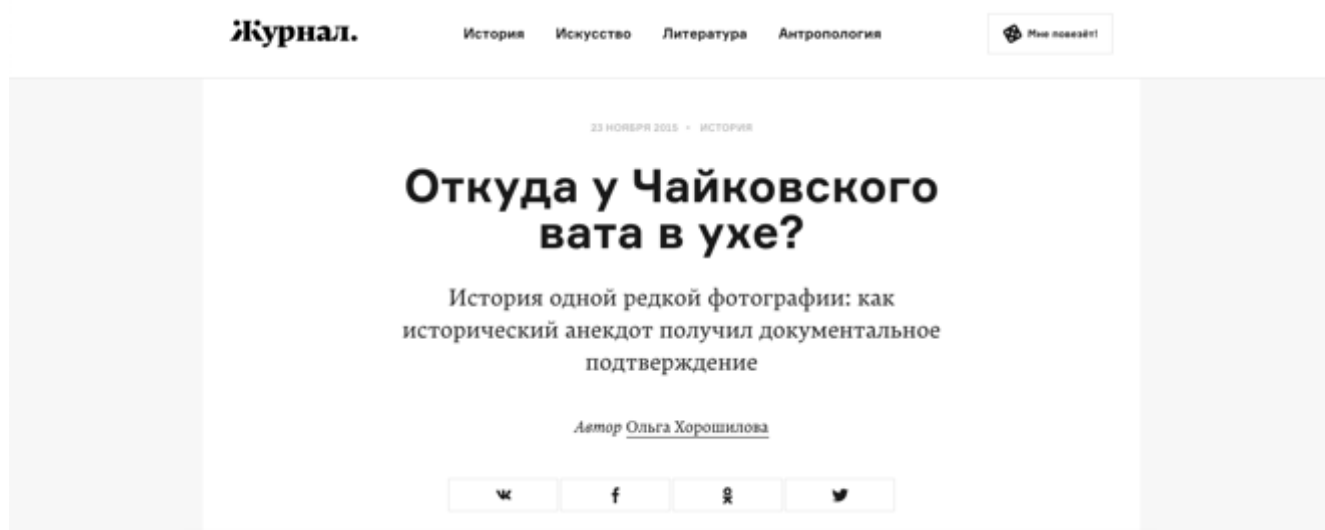 Журнал.
История Искусство Литература Антропология
Мне повезёт!
23 НОЯБРЯ 2015 • ИСТОРИЯ
Откуда у Чайковского
вата в ухе?
История одной редкой фотографии: как
исторический анекдот получил документальное
подтверждение
Автор Ольга Хорошилова